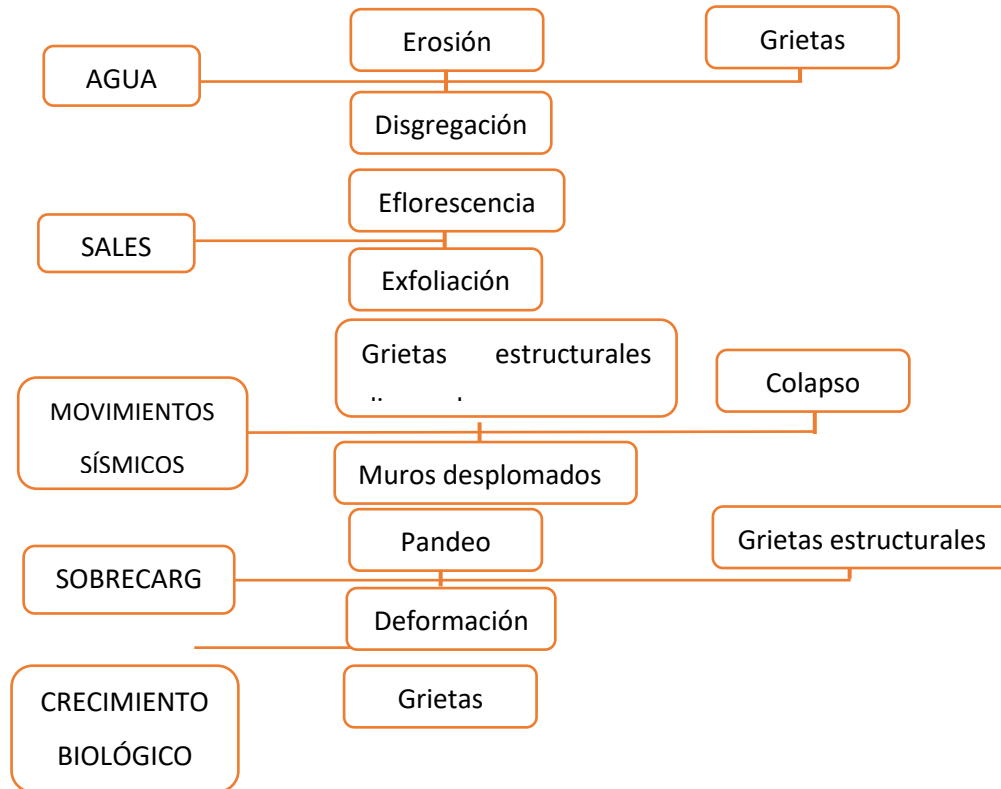 Erosión
Grietas
AGUA
Disgregación
Eflorescencia
SALES
Exfoliación
Grietas estructurales
Colapso
MOVIMIENTOS
SÍSMICOS
Muros desplomados
Pandeo
Grietas estructurales
SOBRECARG
Deformación
CRECIMIENTO
BIOLÓGICO
Grietas